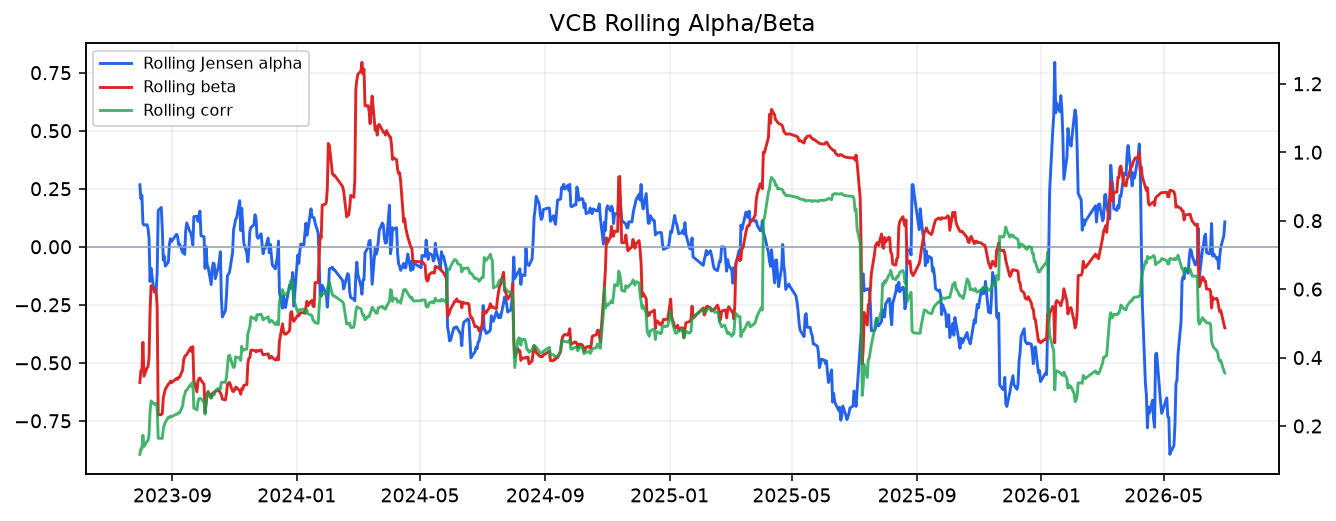 VCB Rolling Alpha/Beta
Rolling Jensen alpha
Rolling beta
Rolling corr
0.75
0.50
0.25
0.00
−0.25
−0.50
−0.75
1.2
1.0
0.8
0.6
0.4
0.2
2023-09 2024-01 2024-05 2024-09 2025-01 2025-05 2025-09 2026-01 2026-05